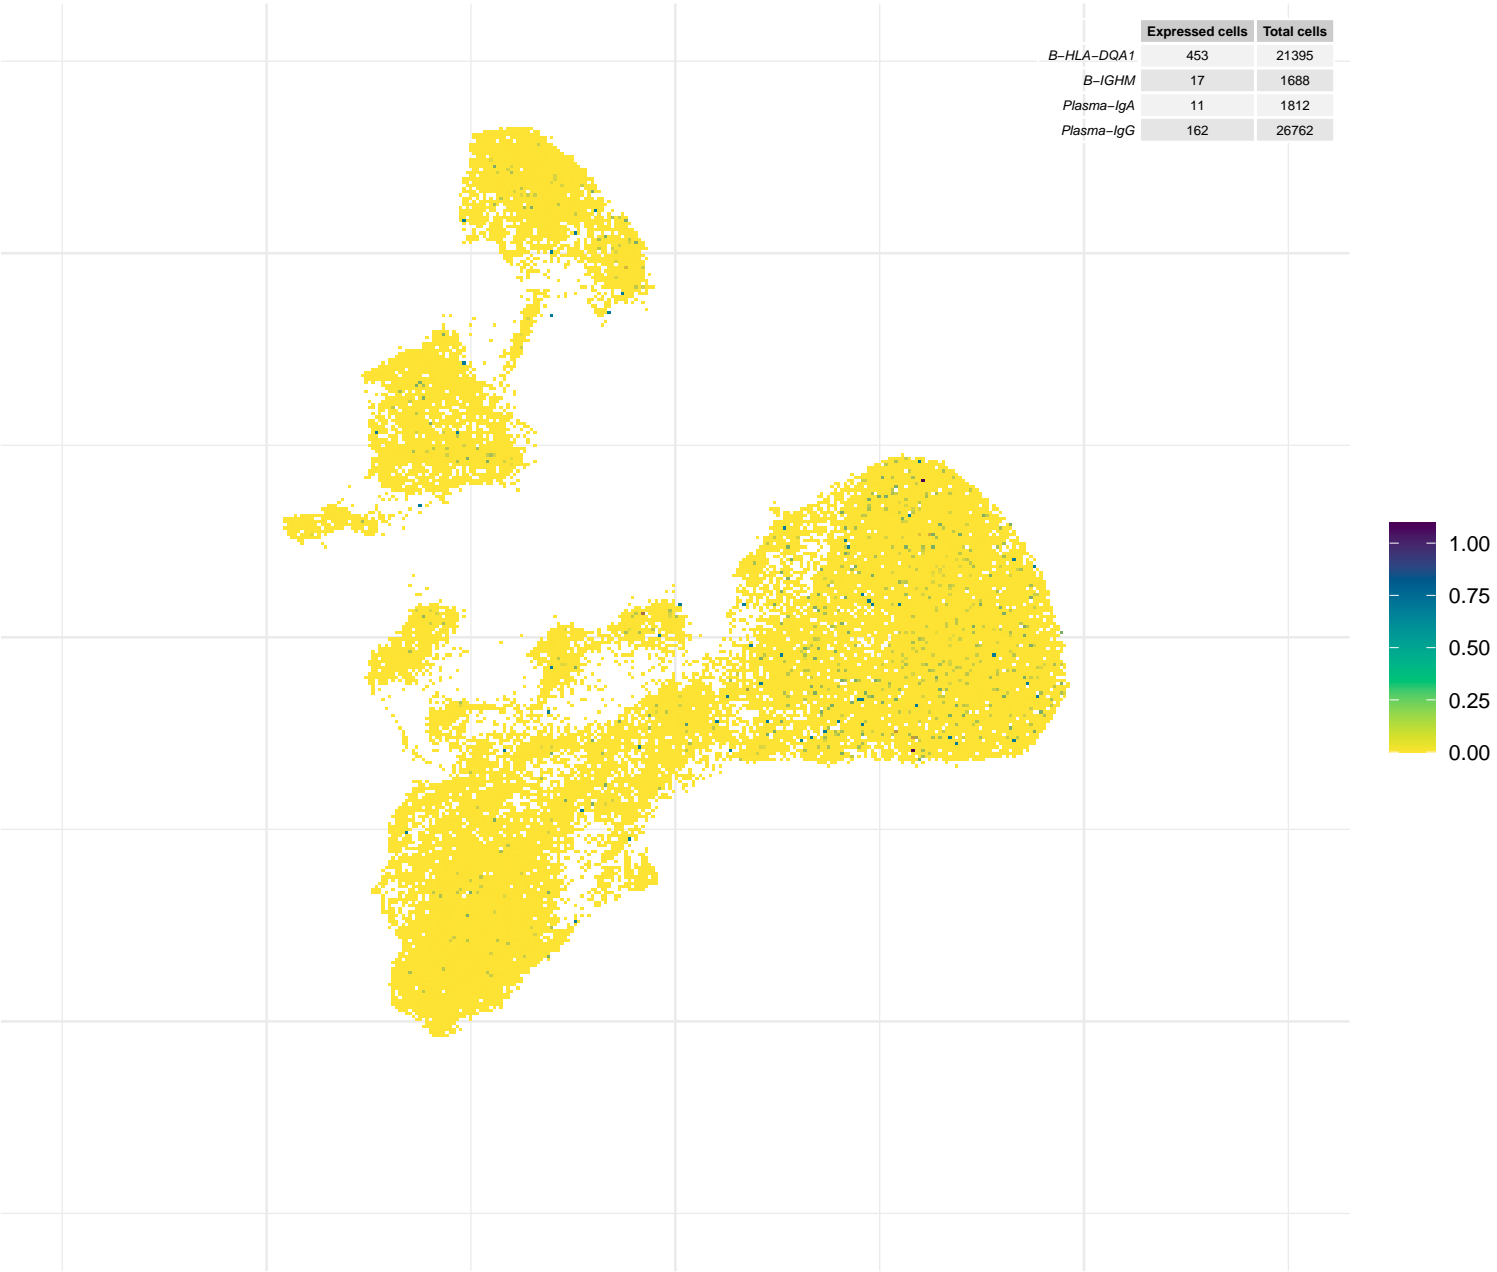 Expressed cells Total cells
B−HLA−DQA1 453 21395
B−IGHM 17 1688
Plasma−IgA 11 1812
Plasma−IgG 162 26762
1.00
0.75
0.50
0.25
0.00